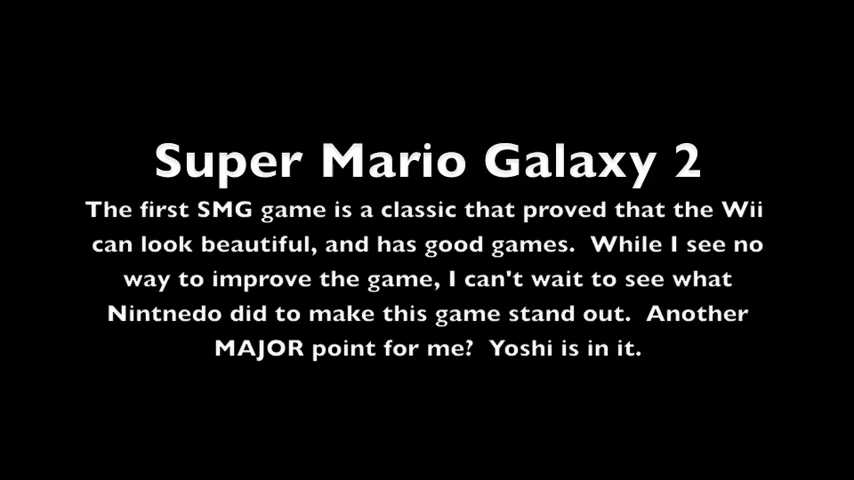 Super Mario Galaxy 2
The first SMG game is a classic that proved that the Wii
can look beautiful, and has good games.  While I see no
way to improve the game, I can't wait to see what
Nintnedo did to make this game stand out.  Another
MAJOR point for me?  Yoshi is in it.